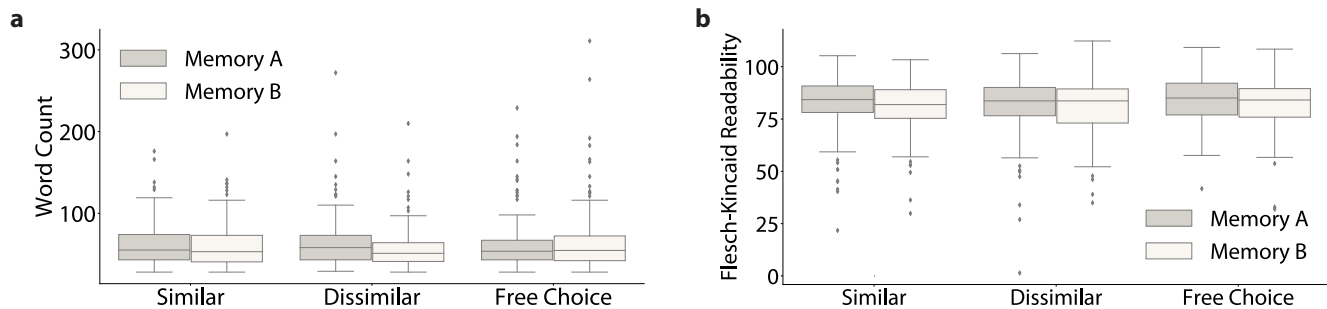 a
Word Count
300
200
100
Memory A
Memory B
Similar
Dissimilar
Free Choice
b
Flesch-Kincaid Readability
100
75
50
25
0
Memory A
Memory B
Similar
Dissimilar
Free Choice